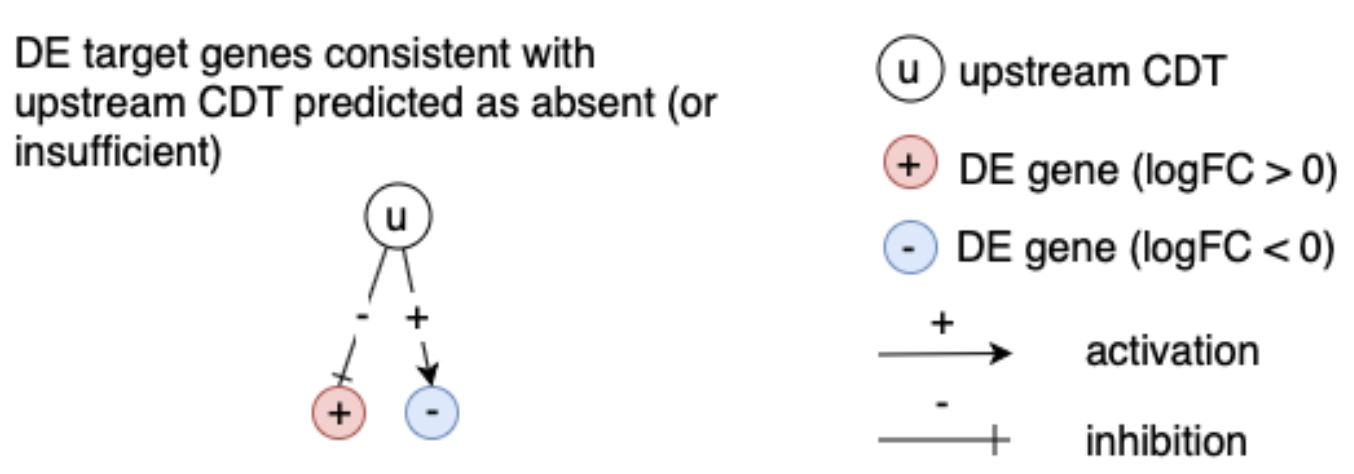 DE target genes consistent with
upstream CDT predicted as absent (or
insufficient)
u
- +
+ -
u upstream CDT
+ DE gene (logFC > 0)
- DE gene (logFC < 0)
+
activation
-
inhibition